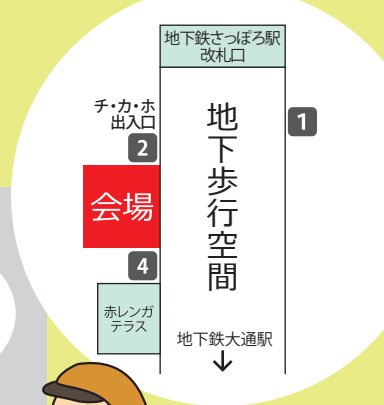 地下鉄さっぽろ駅
改札口
チ・カ・ホ
出入口
1
2
地下歩行空間
会場
4
赤レンガ
テラス
地下鉄大通駅
↓